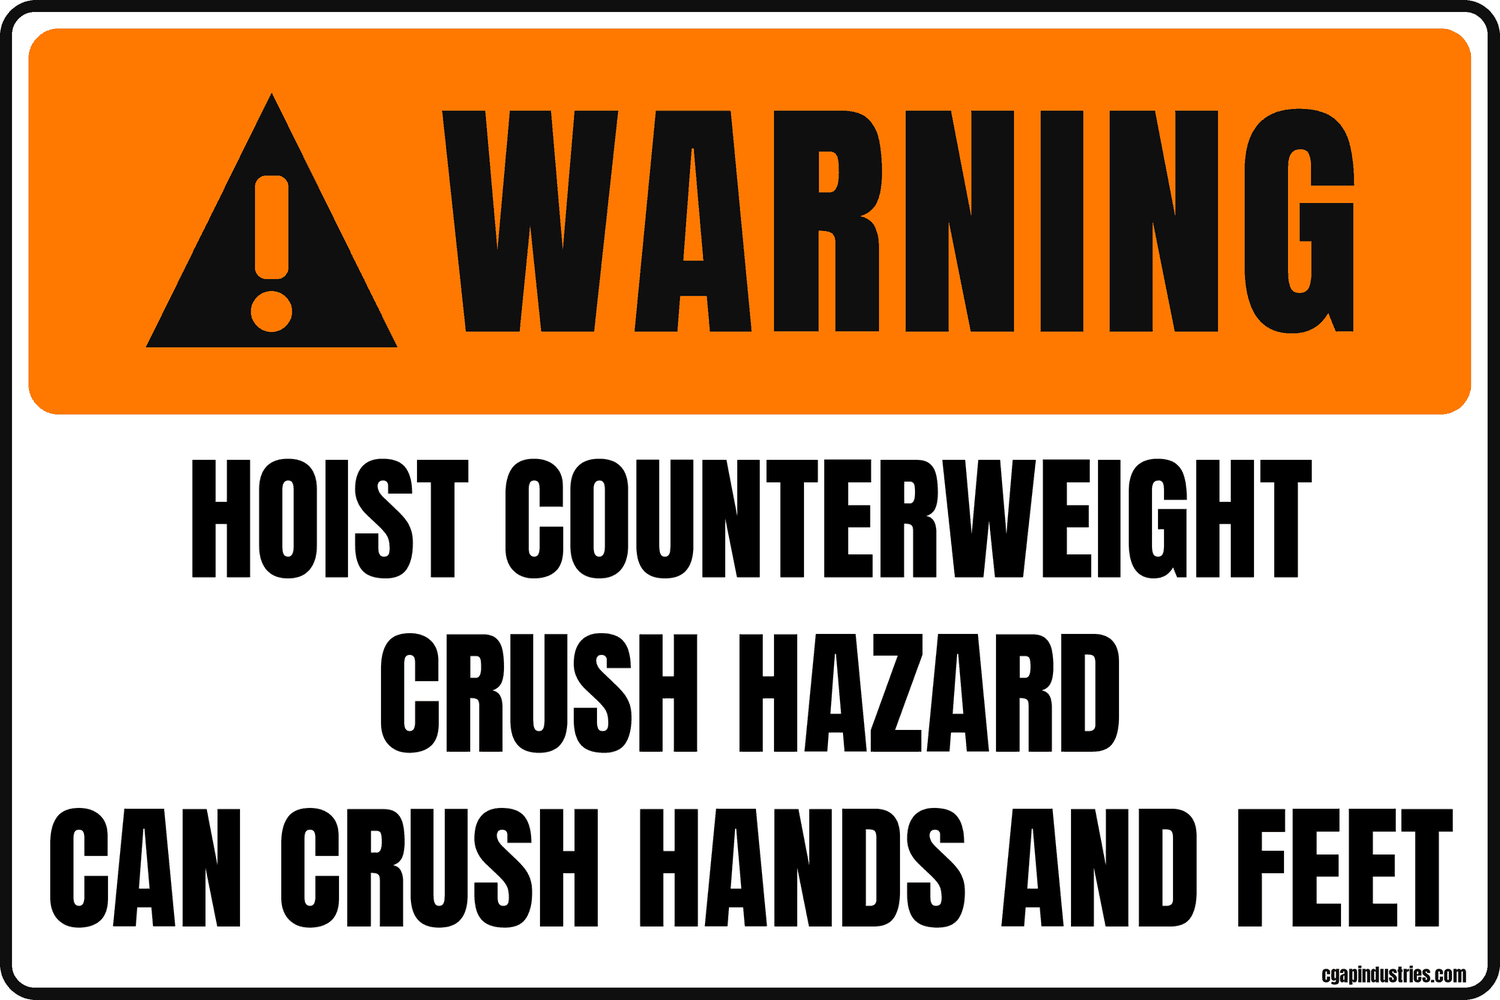 WARNING
HOIST COUNTERWEIGHT
CRUSH HAZARD
CAN CRUSH HANDS AND FEET
cgapindustries.com